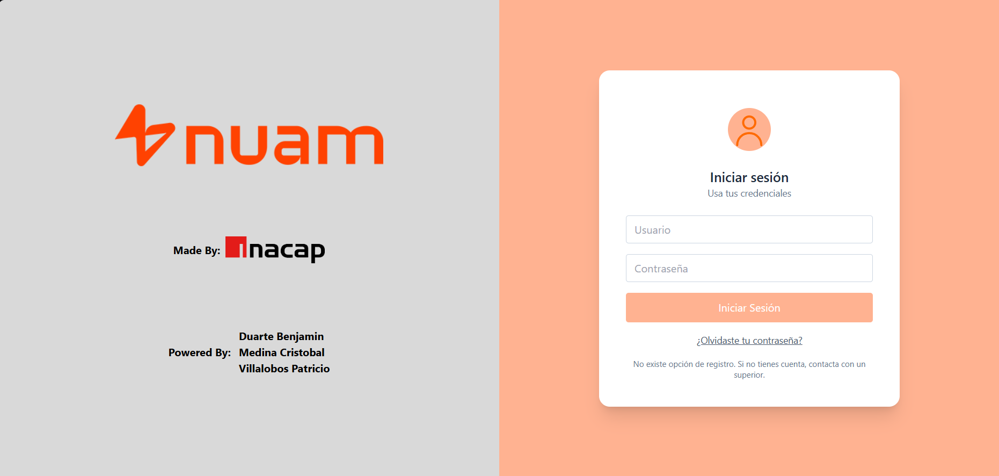 nuam
Made By: inacap
Powered By:
Duarte Benjamin
Medina Cristobal
Villalobos Patricio
Iniciar sesión
Usa tus credenciales
Usuario
Contraseña
Iniciar Sesión
¿Olvidaste tu contraseña?
No existe opción de registro. Si no tienes cuenta, contacta con un
superior.